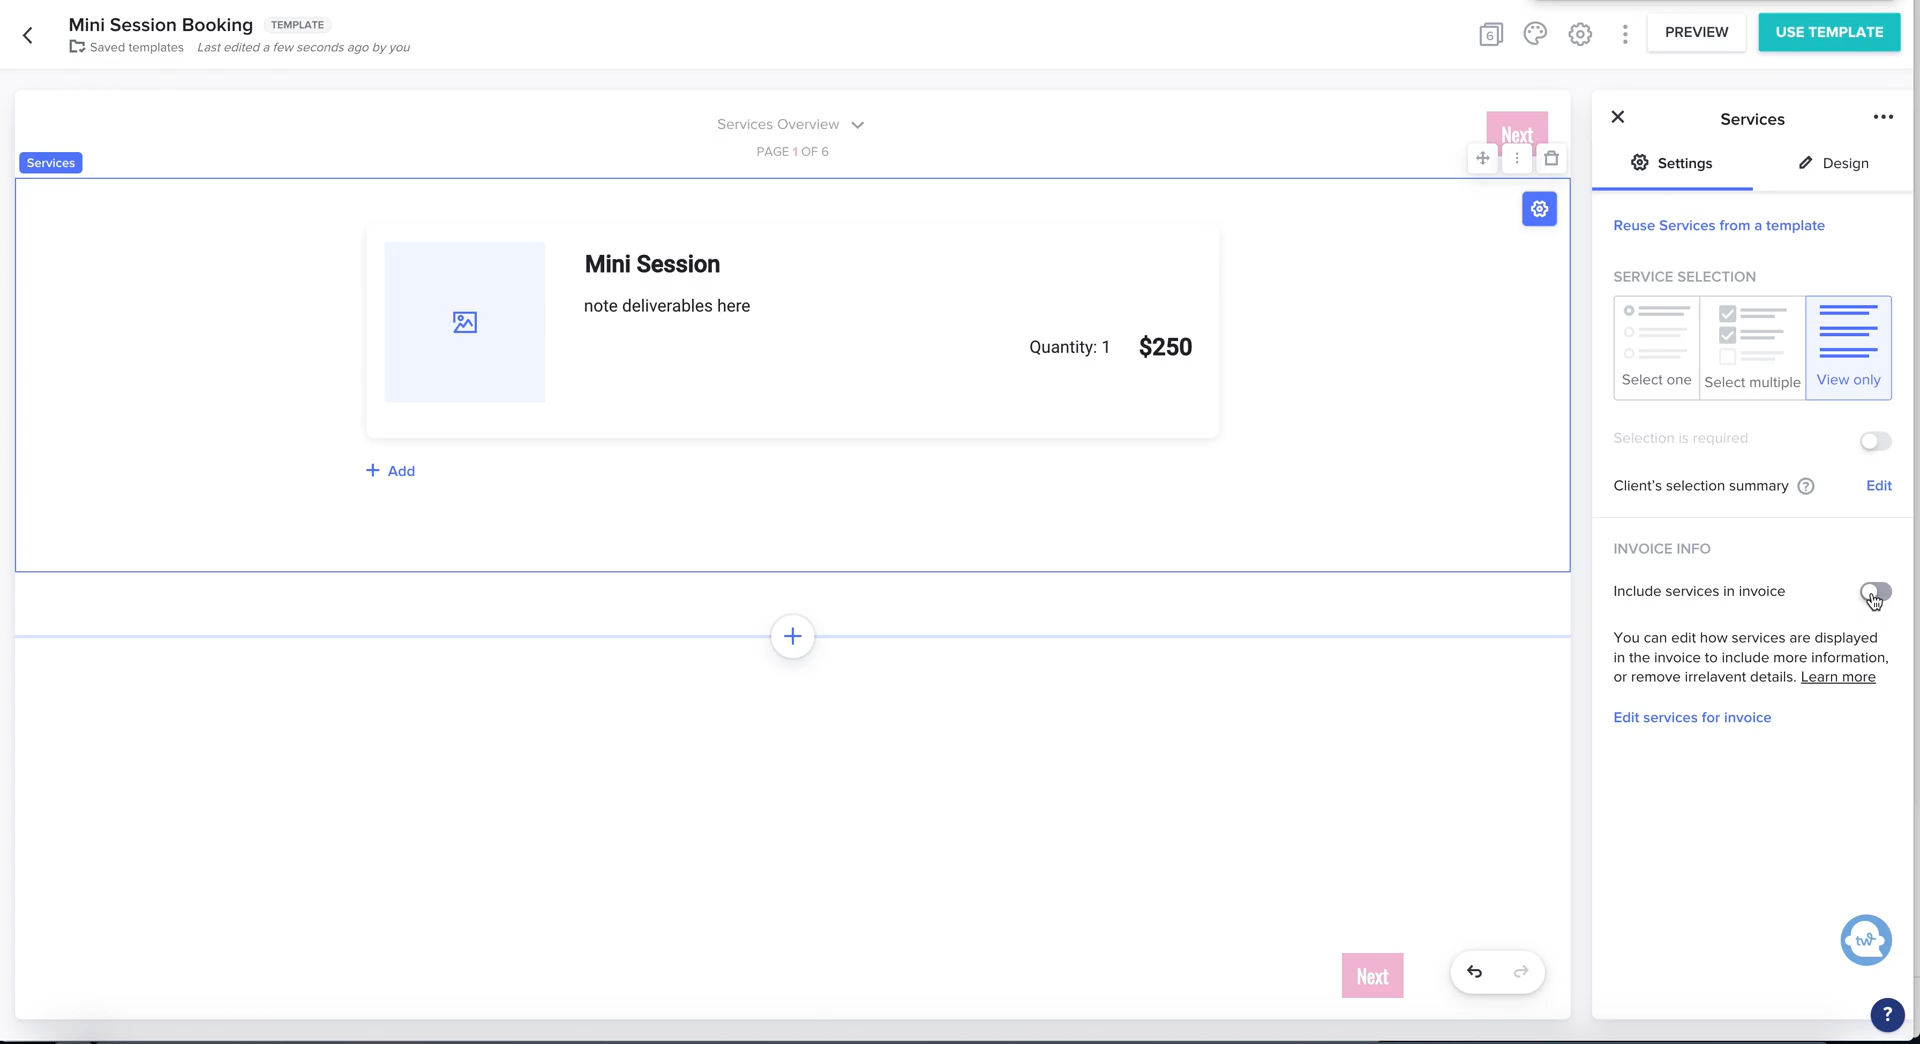 Mini Session Booking TEMPLATE
Saved templates Last edited a few seconds ago by you
6
PREVIEW
USE TEMPLATE
Services Overview
PAGE 1 OF 6
Next
Services
Mini Session
note deliverables here
Quantity: 1 $250
+ Add
Next
Services
Settings
Design
Reuse Services from a template
SERVICE SELECTION
Select one
Select multiple
View only
Selection is required
Client's selection summary ? Edit
INVOICE INFO
Include services in invoice
You can edit how services are displayed
in the invoice to include more information,
or remove irrelavent details. Learn more
Edit services for invoice
tw
?